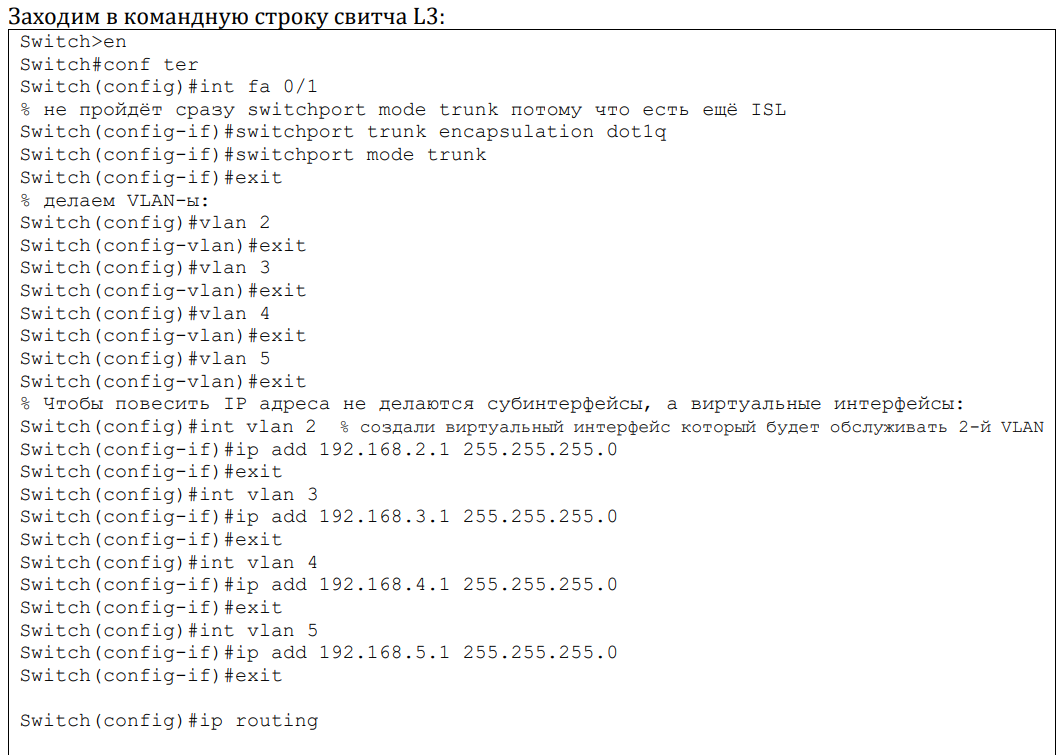 Заходим в командную строку свитча L3:
Switch>en
Switch#conf ter
Switch(config)#int fa 0/1
% не пройдёт сразу switchport mode trunk потому что есть ещё ISL
Switch(config-if)#switchport trunk encapsulation dot1q
Switch(config-if)#switchport mode trunk
Switch(config-if)#exit
% делаем VLAN-ы:
Switch(config)#vlan 2
Switch(config-vlan)#exit
Switch(config)#vlan 3
Switch(config-vlan)#exit
Switch(config)#vlan 4
Switch(config-vlan)#exit
Switch(config)#vlan 5
Switch(config-vlan)#exit
% Чтобы повесить IP адреса не делаются субинтерфейсы, а виртуальные интерфейсы:
Switch(config)#int vlan 2 % создали виртуальный интерфейс который будет обслуживать 2-й VLAN
Switch(config-if)#ip add 192.168.2.1 255.255.255.0
Switch(config-if)#exit
Switch(config)#int vlan 3
Switch(config-if)#ip add 192.168.3.1 255.255.255.0
Switch(config-if)#exit
Switch(config)#int vlan 4
Switch(config-if)#ip add 192.168.4.1 255.255.255.0
Switch(config-if)#exit
Switch(config)#int vlan 5
Switch(config-if)#ip add 192.168.5.1 255.255.255.0
Switch(config-if)#exit
Switch(config)#ip routing